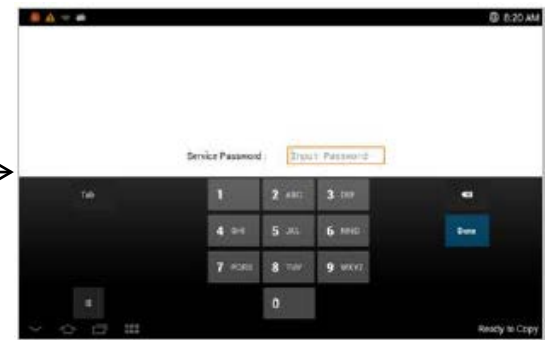 8:20 AM
Service Password : Input Password
Tab 1 2 ABC 3 DEF
4 GHI 5 JKL 6 MNO Done
7 PQRS 8 TUV 9 WXYZ
0
Ready to Copy